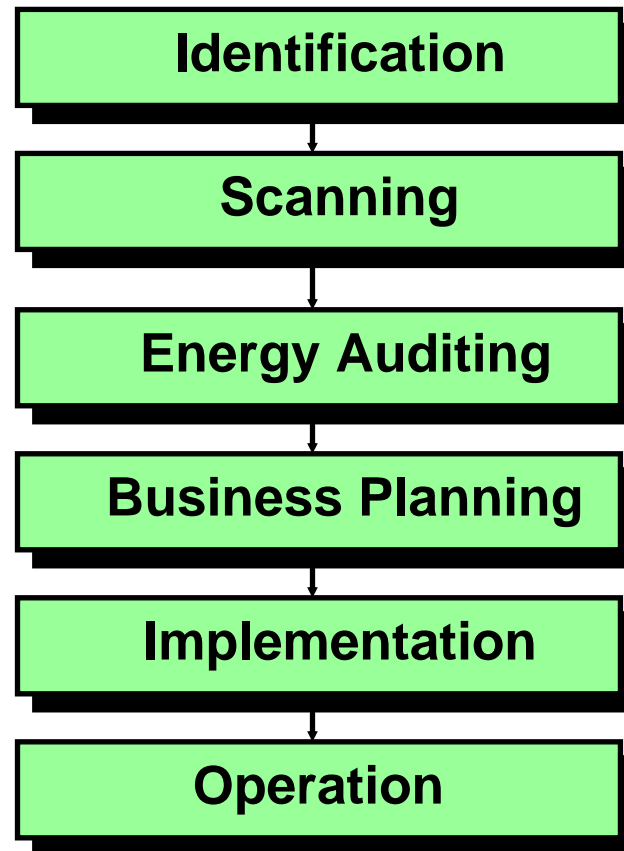 Identification
Scanning
Energy Auditing
Business Planning
Implementation
Operation